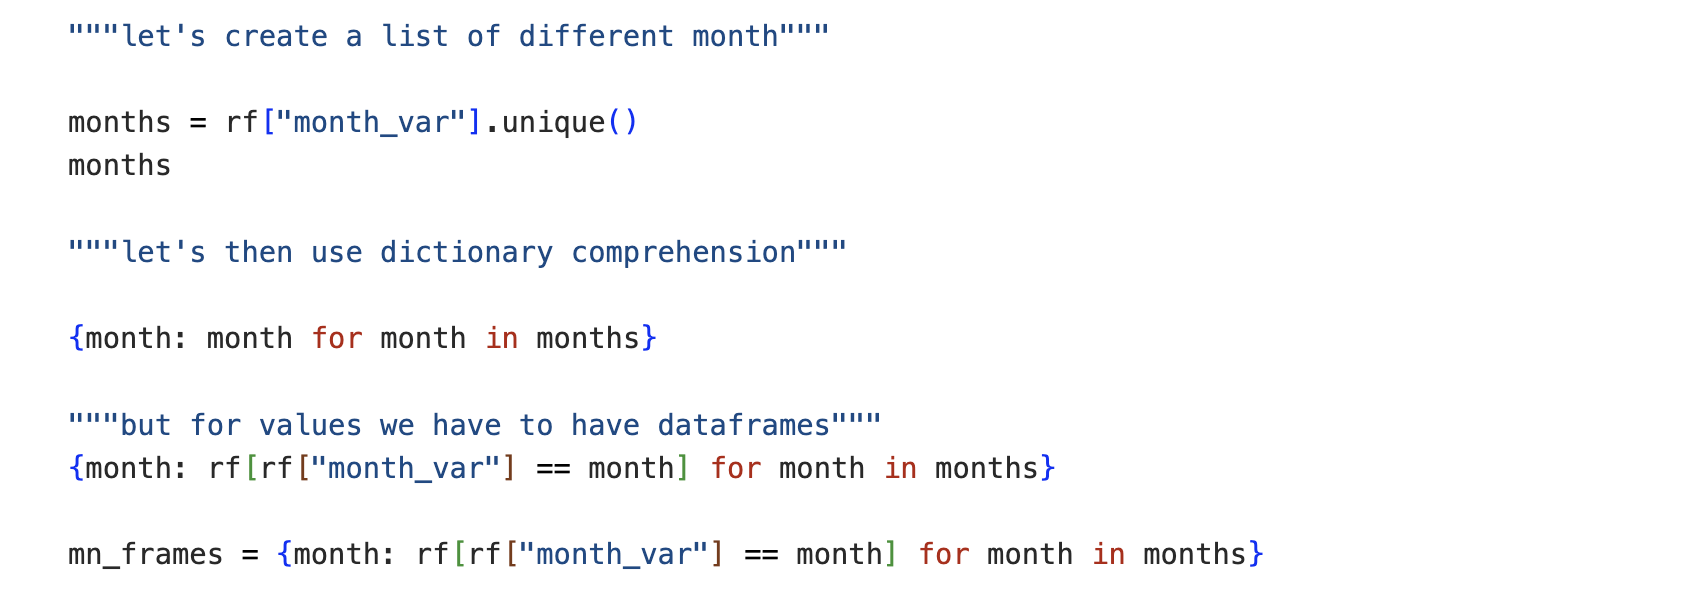 """let's create a list of different month"""
months = rf["month_var"].unique()
months
"""let's then use dictionary comprehension"""
{month: month for month in months}
"""but for values we have to have dataframes"""
{month: rf[rf["month_var"] == month] for month in months}
mn_frames = {month: rf[rf["month_var"] == month] for month in months}